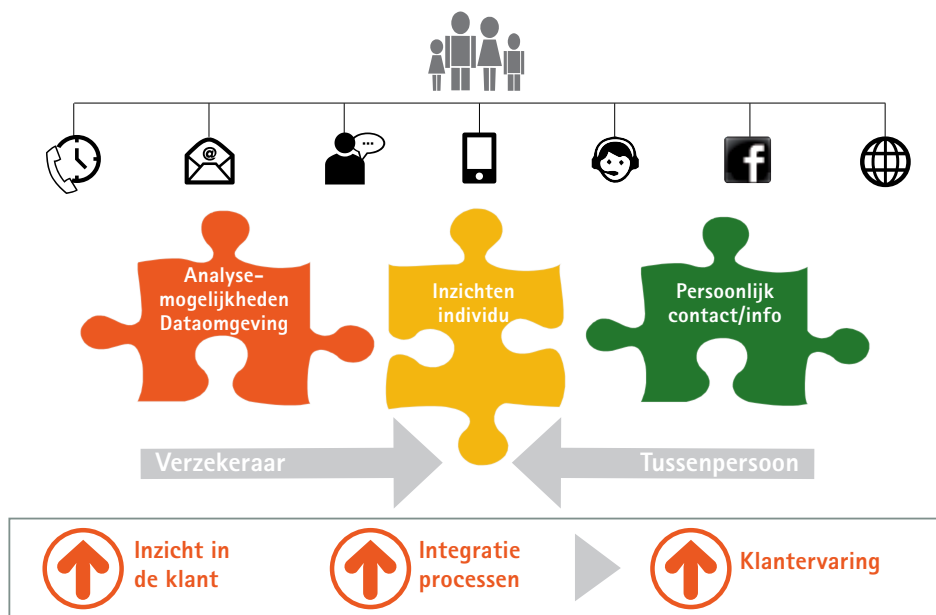 @
...
f
Analyse-
mogelijkheden
Dataomgeving
Inzichten
individu
Persoonlijk
contact/info
Verzekeraar
Tussenpersoon
Inzicht in
de klant
Integratie
processen
Klantervaring